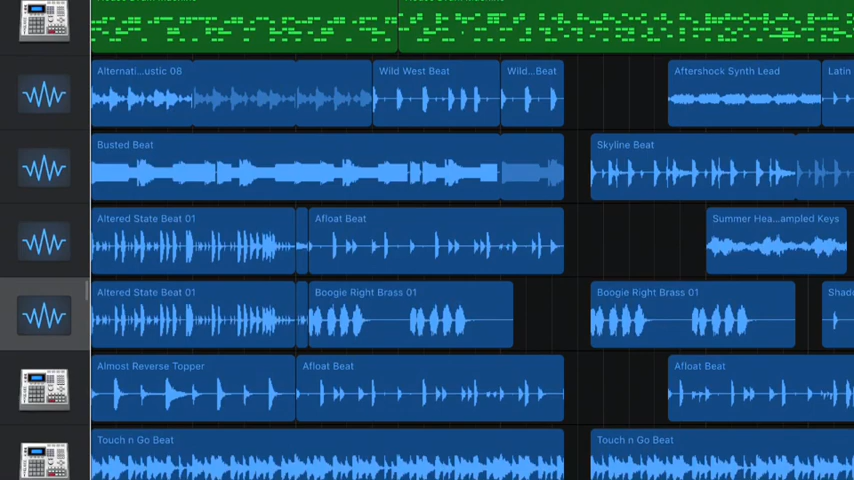 Alternati...ustic 08
Wild West Beat
Wild...Beat
Aftershock Synth Lead
Latin
Busted Beat
Skyline Beat
Altered State Beat 01
Afloat Beat
Summer Hea...ampled Keys
Altered State Beat 01
Boogie Right Brass 01
Boogie Right Brass 01
Almost Reverse Topper
Afloat Beat
Afloat Beat
Touch n Go Beat
Touch n Go Beat